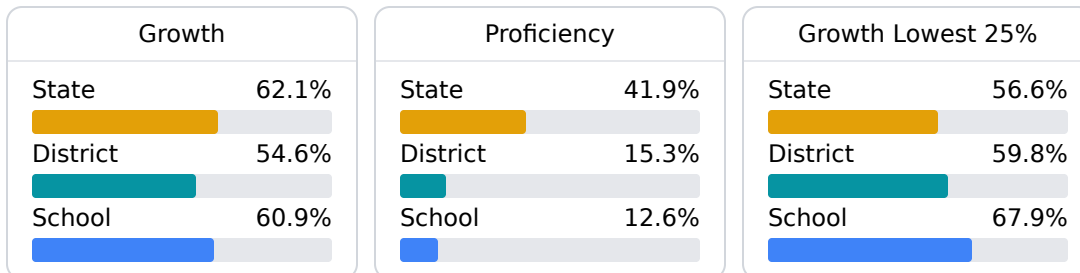 Growth
State 62.1%
District 54.6%
School 60.9%
Proficiency
State 41.9%
District 15.3%
School 12.6%
Growth Lowest 25%
State 56.6%
District 59.8%
School 67.9%